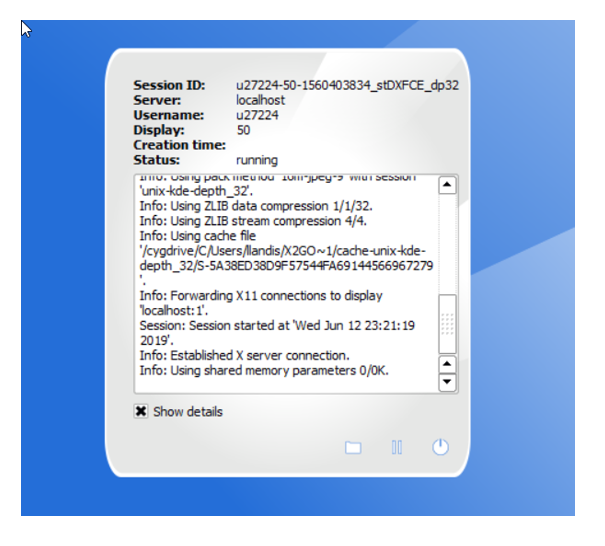 Session ID: u27224-50-1560403834_stDXFCE_dp32
Server: localhost
Username: u27224
Display: 50
Creation time:
Status: running
Info: Using pack method '16m-jpeg-9' with session
'unix-kde-depth_32'.
Info: Using ZLIB data compression 1/1/32.
Info: Using ZLIB stream compression 4/4.
Info: Using cache file
'/cygdrive/C/Users/llandis/X2GO~1/cache-unix-kde-
depth_32/S-5A38ED38D9F57544FA69144566967279
'.
Info: Forwarding X11 connections to display
'localhost:1'.
Session: Session started at 'Wed Jun 12 23:21:19
2019'.
Info: Established X server connection.
Info: Using shared memory parameters 0/0K.
Show details